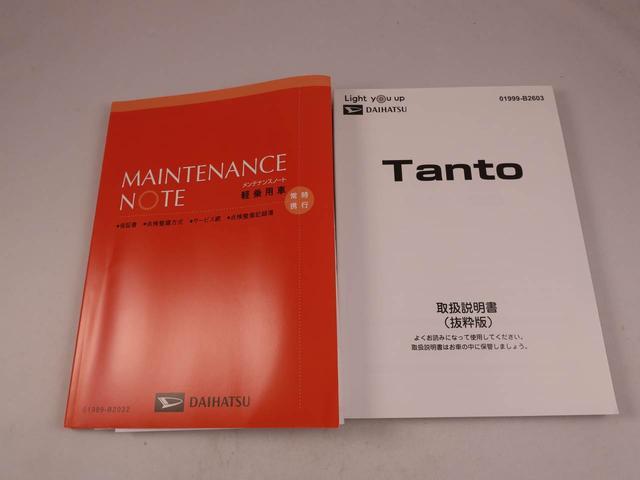 MAINTENANCE
NOTE
メンテナンスノート
軽乗用車
常時
携行
●保証書 ●点検整備方式 ●サービス網 ●点検整備記録簿
DAIHATSU
01999-B2022
Light you up
DAIHATSU
01999-B2603
Tanto
取扱説明書
（抜粋版）
よくお読みになって使用してください。
取扱説明書はお車の中に保管しましょう。